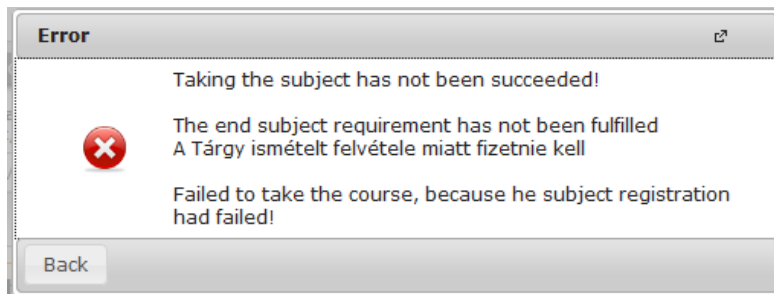 Error
Taking the subject has not been succeeded!
The end subject requirement has not been fulfilled
A Tárgy ismételt felvétele miatt fizetnie kell
Failed to take the course, because he subject registration
had failed!
Back